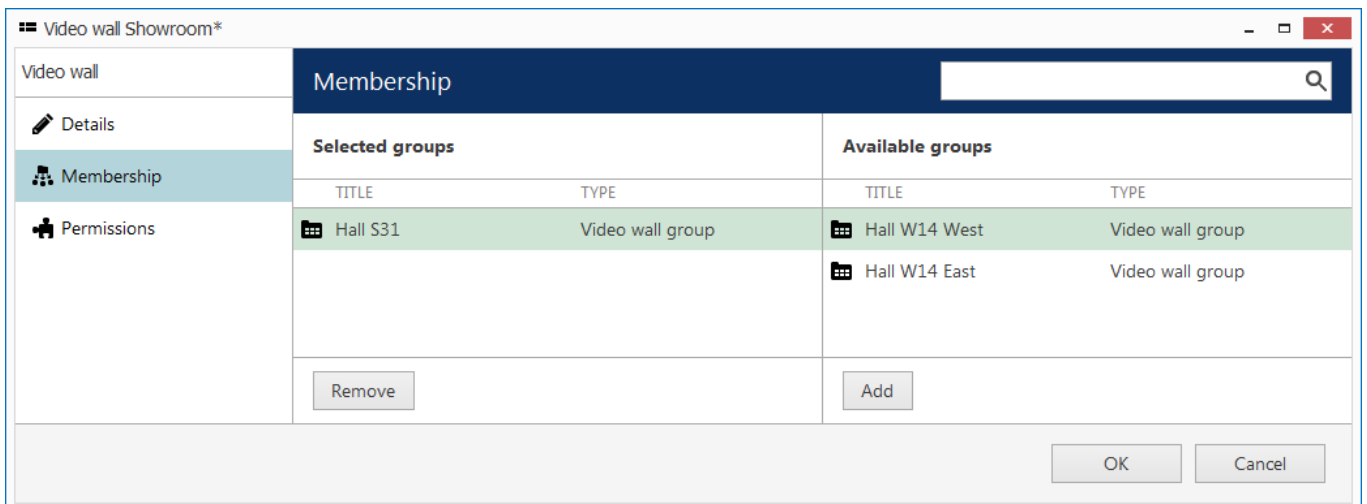 Video wall Showroom*
Video wall
Membership
Details
Membership
Permissions
Selected groups
Available groups
TITLE TYPE TITLE TYPE
Hall S31 Video wall group Hall W14 West Video wall group
Hall W14 East Video wall group
Remove Add
OK Cancel